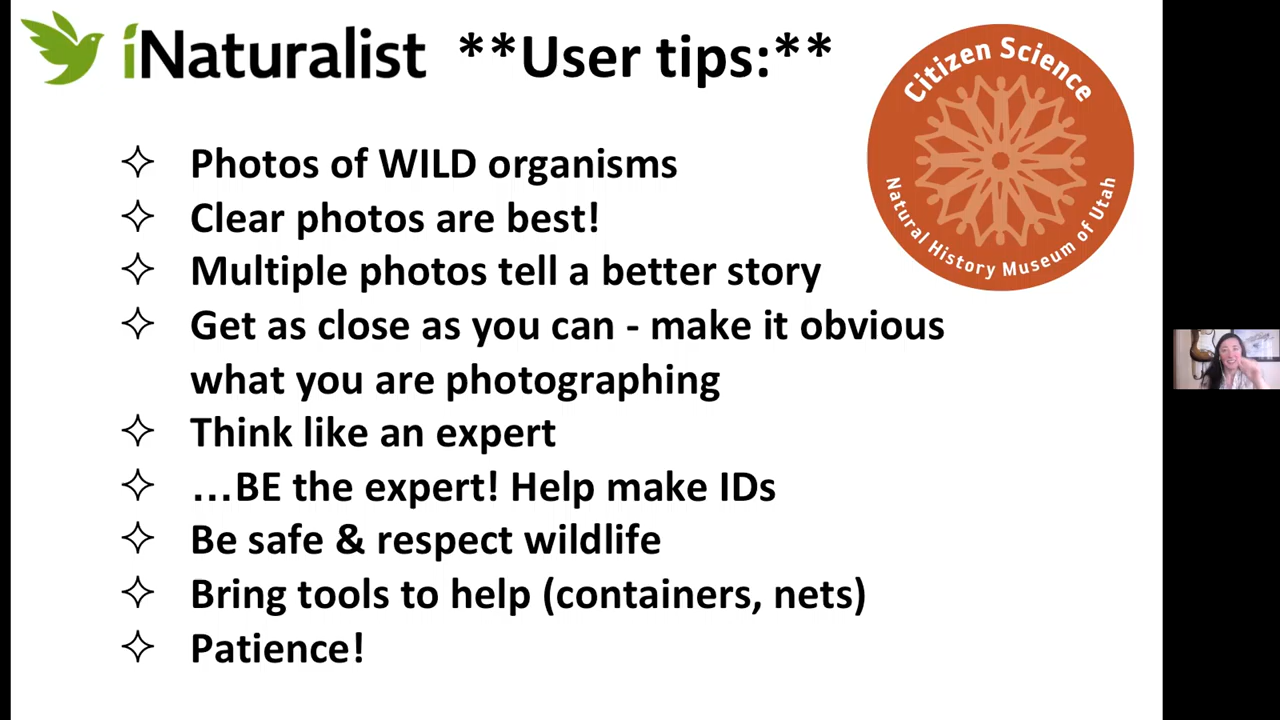 iNaturalist **User tips:**
Citizen Science
Natural History Museum of Utah
✧ Photos of WILD organisms
✧ Clear photos are best!
✧ Multiple photos tell a better story
✧ Get as close as you can - make it obvious
what you are photographing
✧ Think like an expert
✧ ...BE the expert! Help make IDs
✧ Be safe & respect wildlife
✧ Bring tools to help (containers, nets)
✧ Patience!